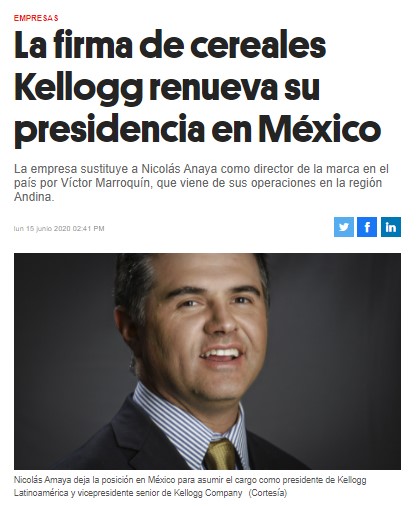 EMPRESAS
La firma de cereales
Kellogg renueva su
presidencia en México
La empresa sustituye a Nicolás Anaya como director de la marca en el
país por Víctor Marroquín, que viene de sus operaciones en la región
Andina.
lun 15 junio 2020 02:41 PM
f
in
Nicolás Amaya deja la posición en México para asumir el cargo como presidente de Kellogg
Latinoamérica y vicepresidente senior de Kellogg Company (Cortesía)